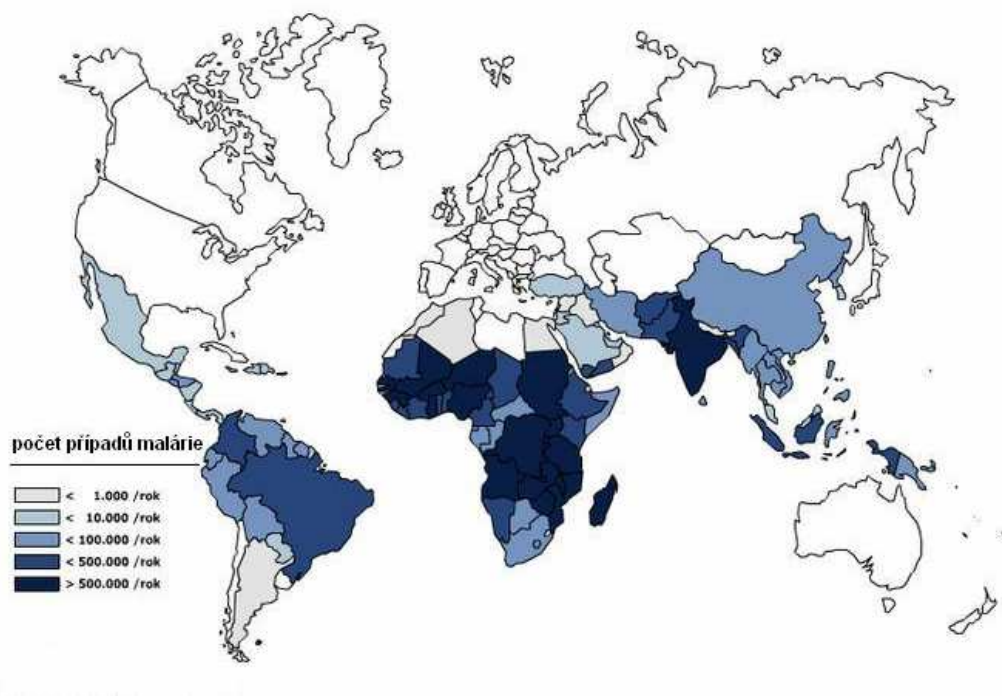 počet případů malárie
< 1.000 /rok
< 10.000 /rok
< 100.000 /rok
< 500.000 /rok
> 500.000 /rok